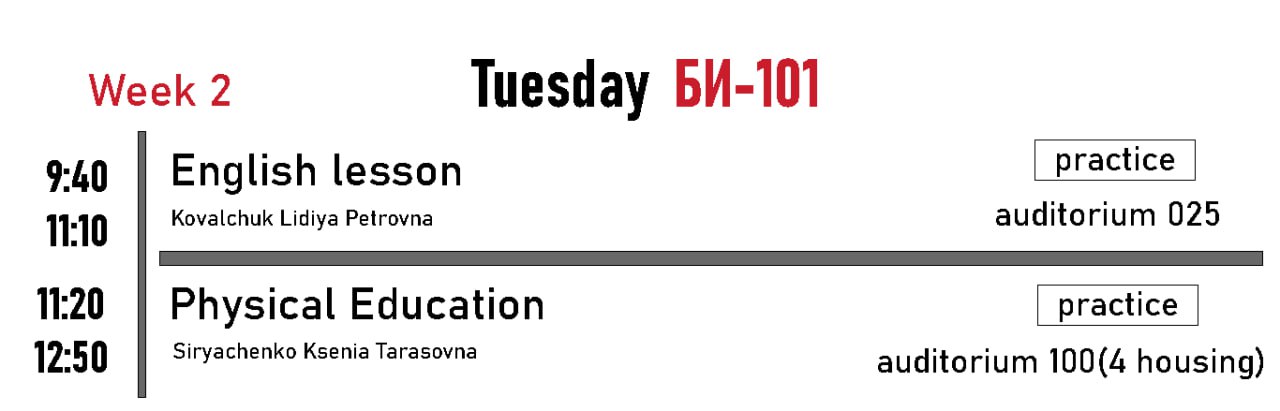 Week 2
Tuesday БИ-101
9:40
11:10
English lesson
Kovalchuk Lidiya Petrovna
practice
auditorium 025
11:20
12:50
Physical Education
Siryachenko Ksenia Tarasovna
practice
auditorium 100(4 housing)